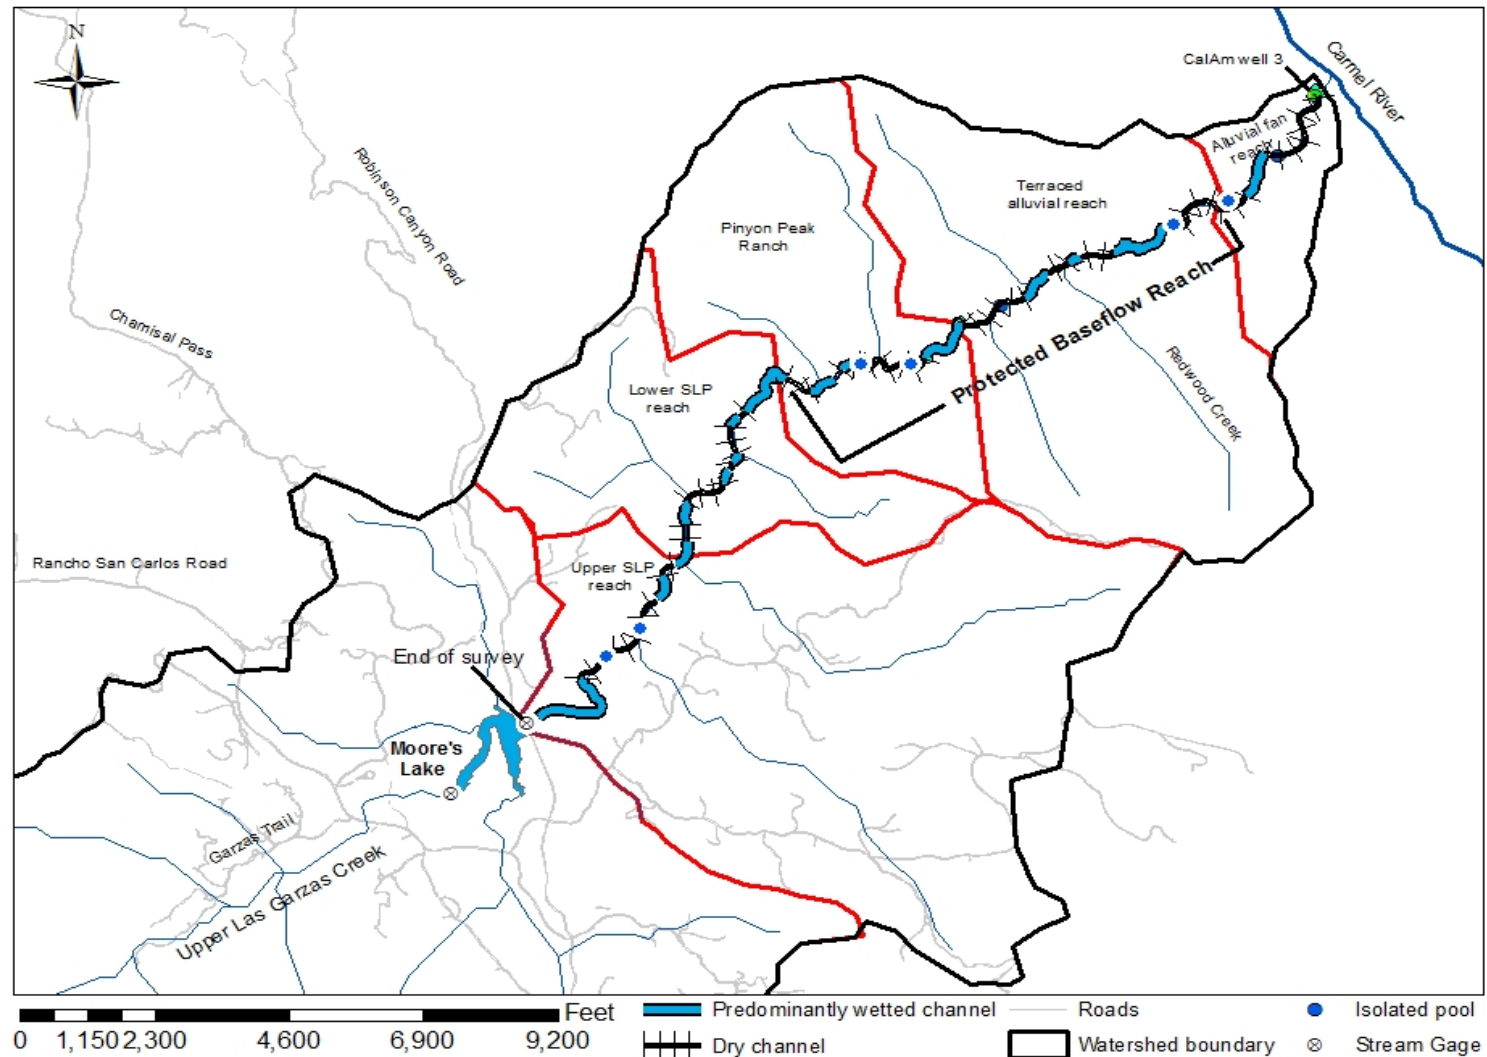 N
CalAm well 3
Carmel River
Robinson Canyon Road
Alluvial fan
reach
Terraced
alluvial reach
Pinyon Peak
Ranch
Protected Baseflow Reach
Chamisal Pass
Redwood Creek
Lower SLP
reach
Rancho San Carlos Road
Upper SLP
reach
End of survey
Moore's
Lake
Garzas Trail
Upper Las Garzas Creek
Feet
0 1,150 2,300 4,600 6,900 9,200
Predominantly wetted channel
Dry channel
Roads
Watershed boundary
Isolated pool
Stream Gage